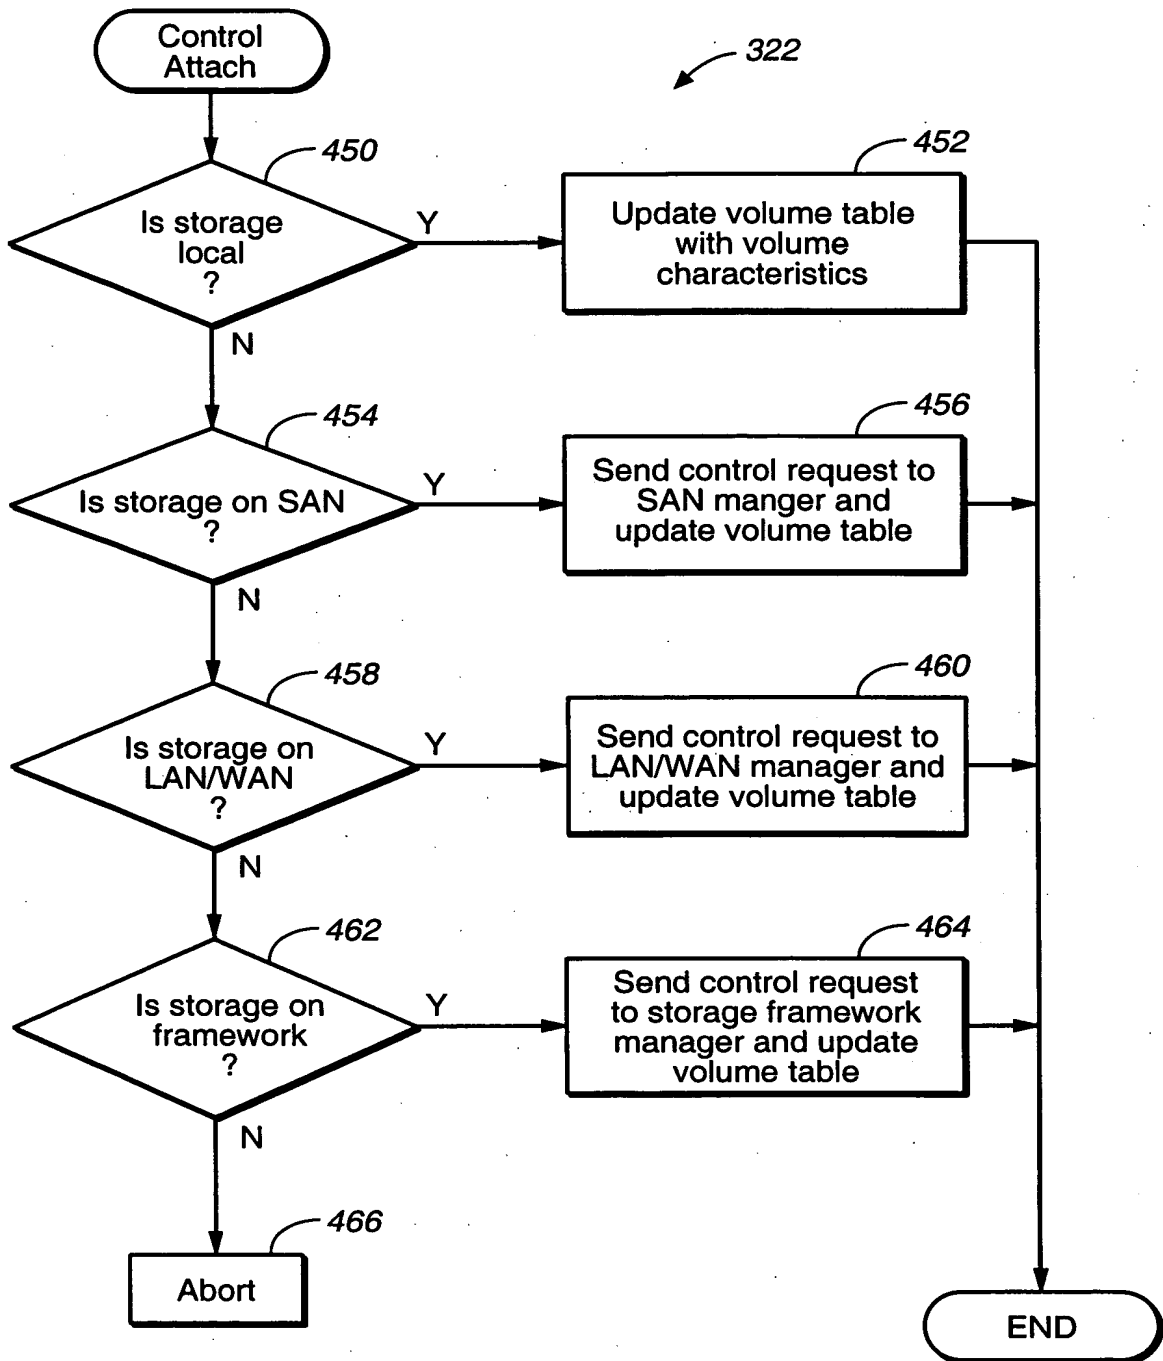 Control
Attach
322
450
Is storage
local
?
Y
N
452
Update volume table
with volume
characteristics
454
Is storage on SAN
?
Y
N
456
Send control request to
SAN manger and
update volume table
458
Is storage on
LAN/WAN
?
Y
N
460
Send control request to
LAN/WAN manager and
update volume table
462
Is storage on
framework
?
Y
N
464
Send control request
to storage framework
manager and update
volume table
466
Abort
END